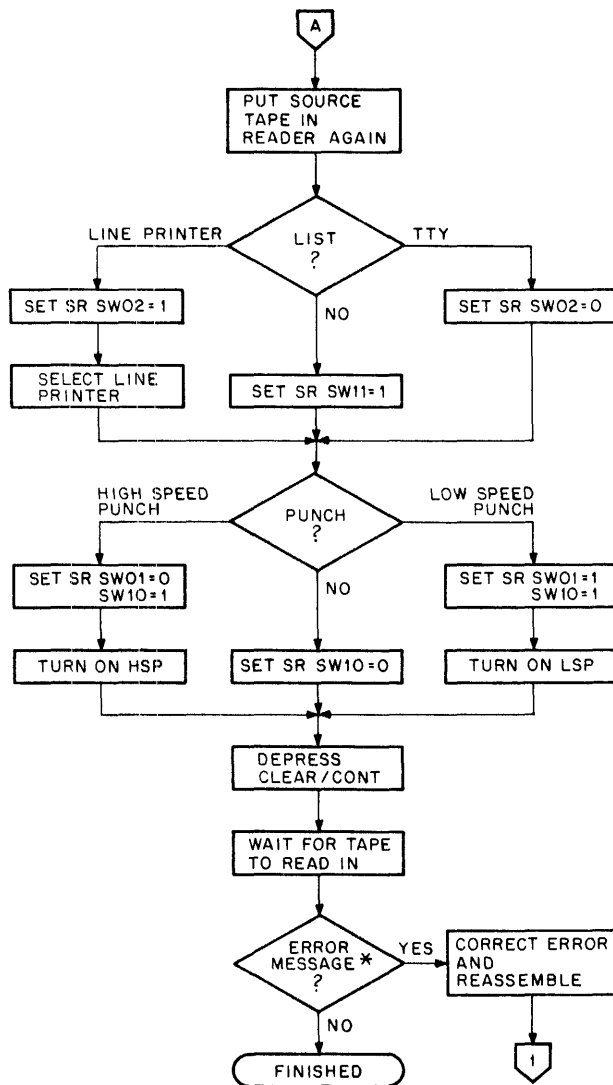 A
PUT SOURCE
TAPE IN
READER AGAIN
LINE PRINTER
LIST
?
TTY
NO
SET SR SW02=1
SET SR SW02=0
SELECT LINE
PRINTER
SET SR SW11=1
HIGH SPEED
PUNCH
PUNCH
?
LOW SPEED
PUNCH
NO
SET SR SW01=0
SW10=1
SET SR SW01=1
SW10=1
TURN ON HSP
SET SR SW10=0
TURN ON LSP
DEPRESS
CLEAR/CONT
WAIT FOR TAPE
TO READ IN
ERROR
MESSAGE *
?
YES
CORRECT ERROR
AND
REASSEMBLE
NO
1
FINISHED